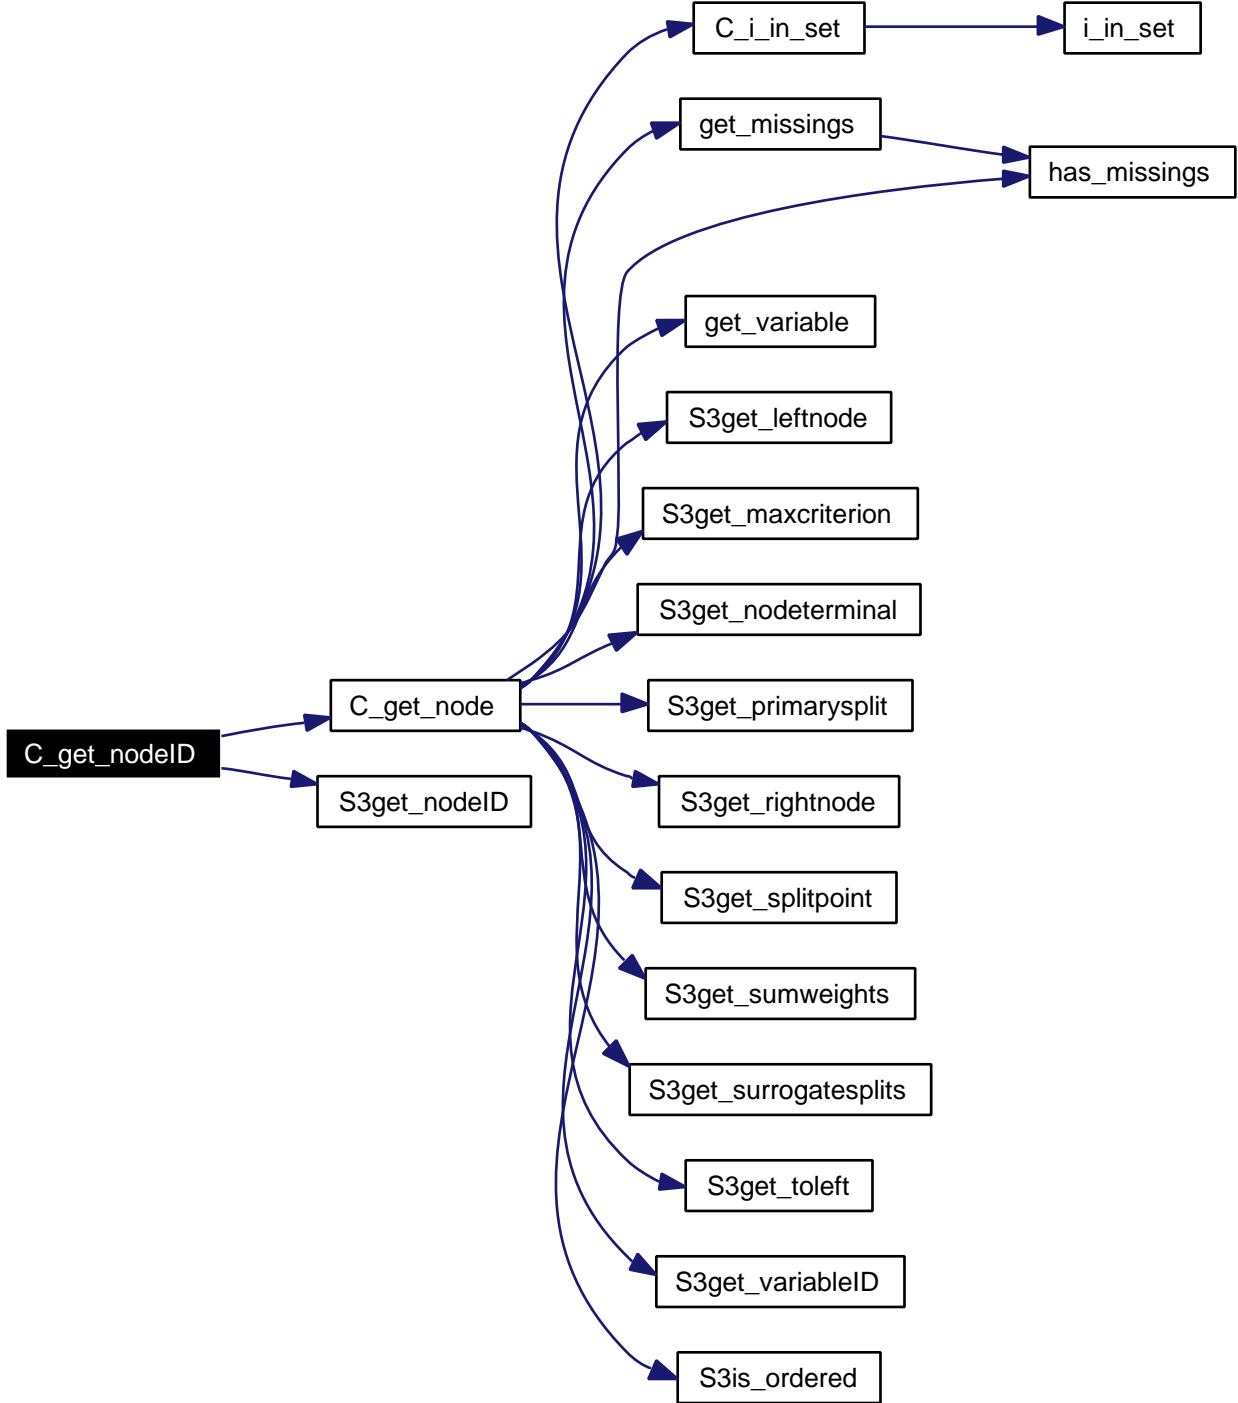 C_i_in_set
i_in_set
get_missings
has_missings
get_variable
S3get_leftnode
S3get_maxcriterion
S3get_nodeterminal
C_get_node
S3get_primarysplit
C_get_nodeID
S3get_nodeID
S3get_rightnode
S3get_splitpoint
S3get_sumweights
S3get_surrogatesplits
S3get_toleft
S3get_variableID
S3is_ordered